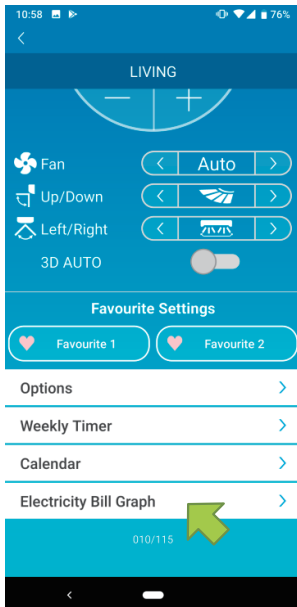 10:58 76%
LIVING
Fan Auto
Up/Down
Left/Right
3D AUTO
Favourite Settings
Favourite 1 Favourite 2
Options
Weekly Timer
Calendar
Electricity Bill Graph
010/115